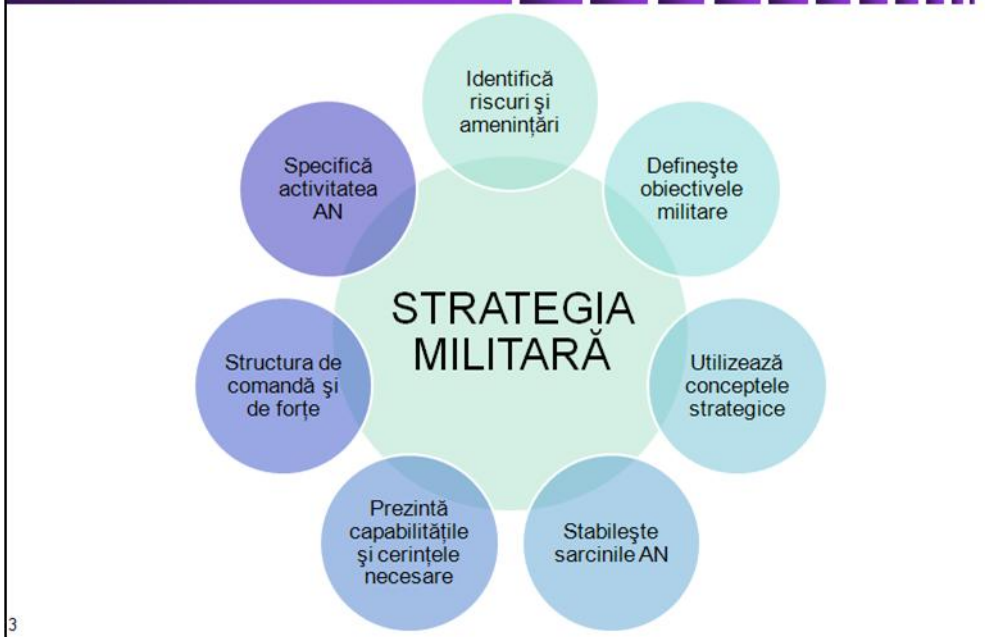 STRATEGIA
MILITARĂ
Identifică
riscuri şi
ameninţări
Defineşte
obiectivele
militare
Utilizează
conceptele
strategice
Stabileşte
sarcinile AN
Prezintă
capabilităţile
şi cerinţele
necesare
Structura de
comandă şi
de forţe
Specifică
activitatea
AN
3